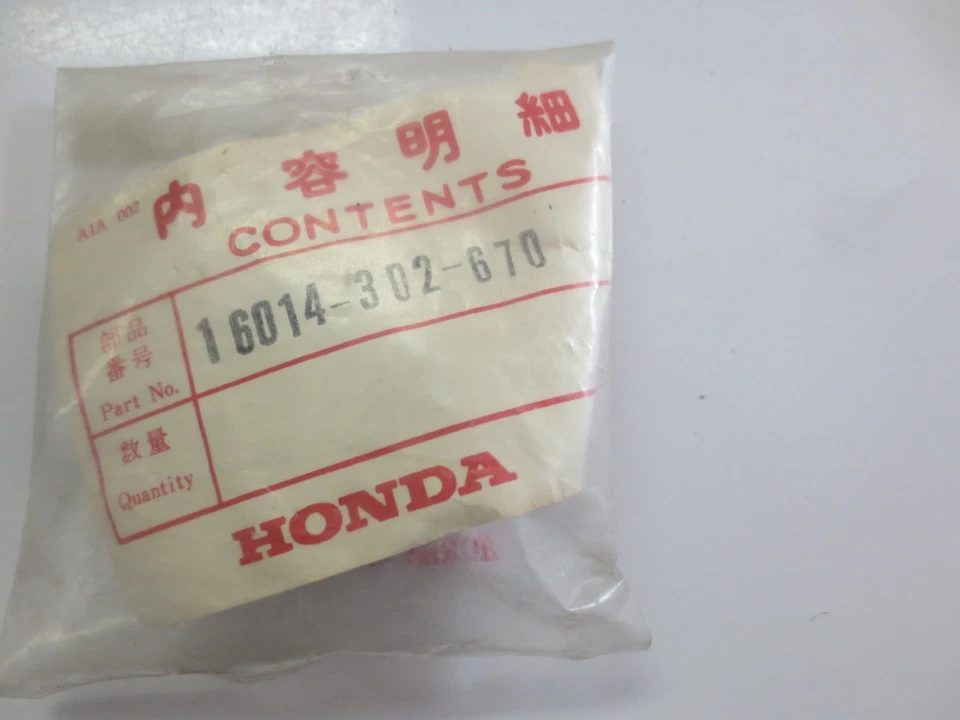 AIA 002
内容明細
CONTENTS
部品
番号
Part No.
16014-302-670
数量
Quantity
HONDA